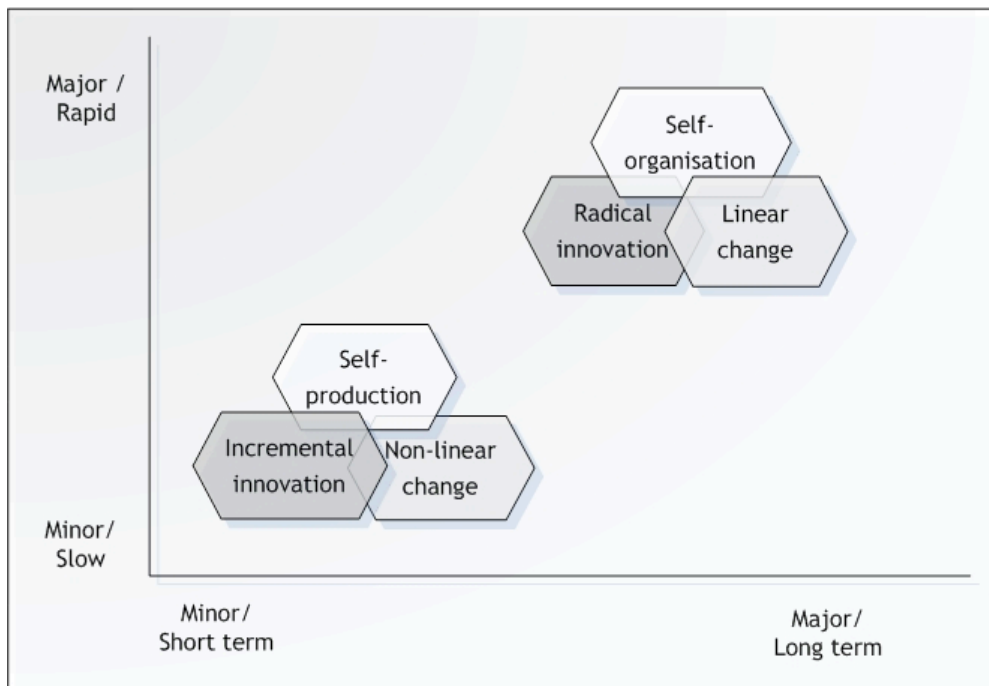 Major /
Rapid
Self-
organisation
Radical
innovation
Linear
change
Self-
production
Incremental
innovation
Non-linear
change
Minor/
Slow
Minor/
Short term
Major/
Long term